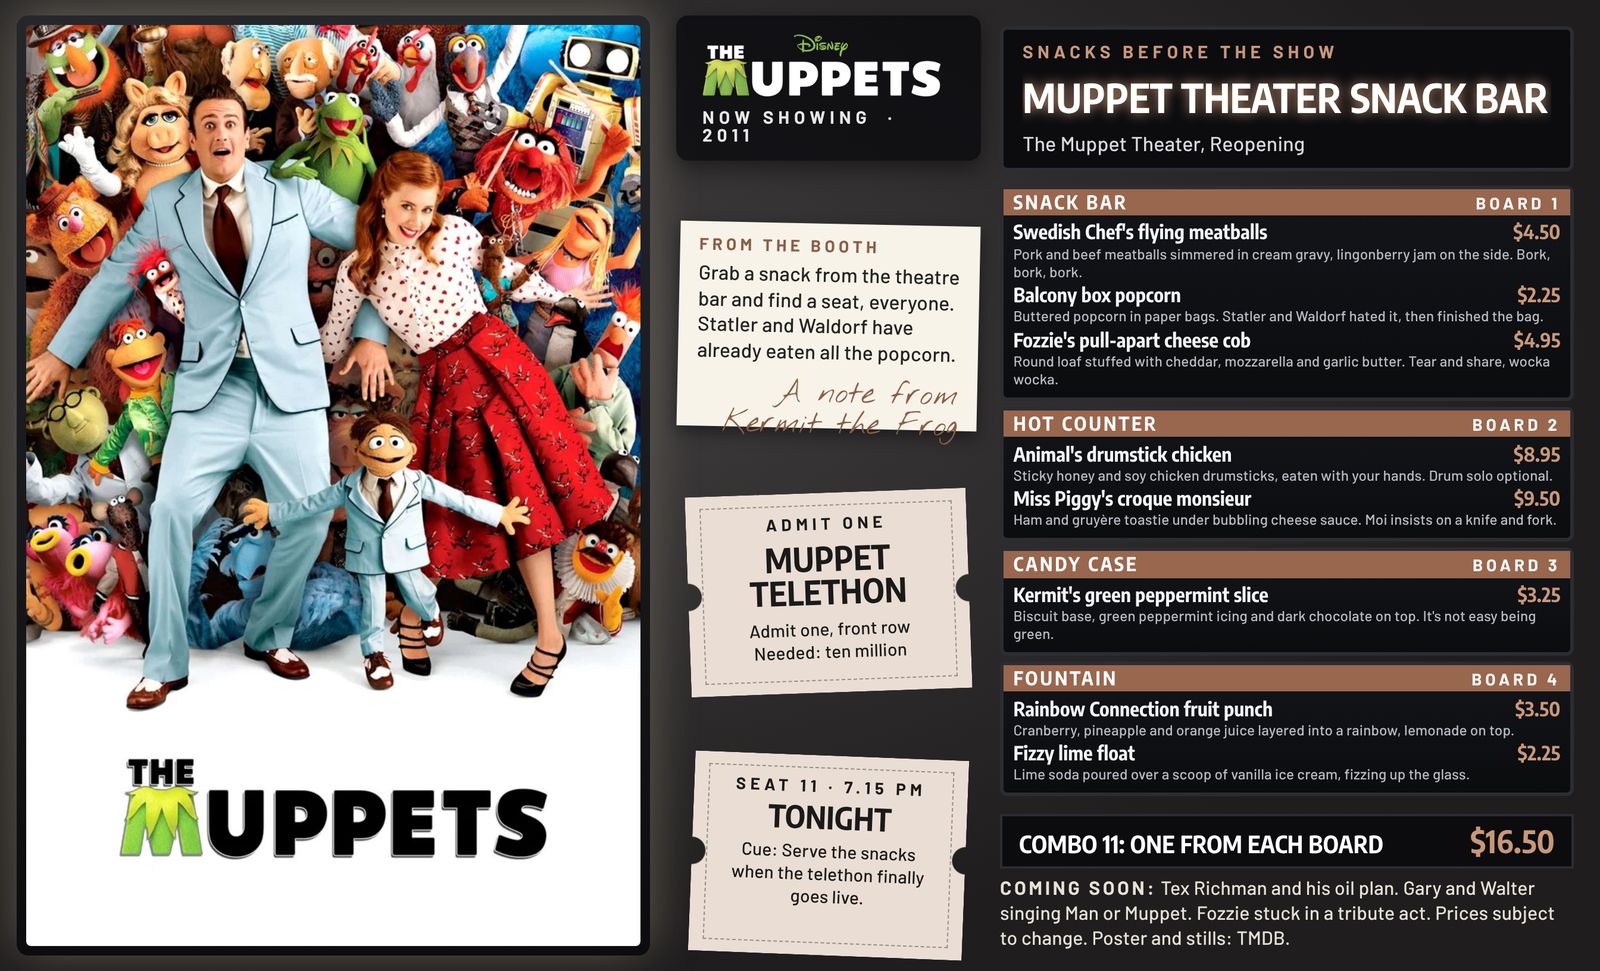 THE
MUPPETS
Disney
THE
MUPPETS
NOW SHOWING ·
2011
FROM THE BOOTH
Grab a snack from the theatre
bar and find a seat, everyone.
Statler and Waldorf have
already eaten all the popcorn.
A note from
Kermit the Frog
ADMIT ONE
MUPPET
TELETHON
Admit one, front row
Needed: ten million
SEAT 11 · 7.15 PM
TONIGHT
Cue: Serve the snacks
when the telethon finally
goes live.
SNACKS BEFORE THE SHOW
MUPPET THEATER SNACK BAR
The Muppet Theater, Reopening
SNACK BAR BOARD 1
Swedish Chef's flying meatballs $4.50
Pork and beef meatballs simmered in cream gravy, lingonberry jam on the side. Bork,
bork, bork.
Balcony box popcorn $2.25
Buttered popcorn in paper bags. Statler and Waldorf hated it, then finished the bag.
Fozzie's pull-apart cheese cob $4.95
Round loaf stuffed with cheddar, mozzarella and garlic butter. Tear and share, wocka
wocka.
HOT COUNTER BOARD 2
Animal's drumstick chicken $8.95
Sticky honey and soy chicken drumsticks, eaten with your hands. Drum solo optional.
Miss Piggy's croque monsieur $9.50
Ham and gruyère toastie under bubbling cheese sauce. Moi insists on a knife and fork.
CANDY CASE BOARD 3
Kermit's green peppermint slice $3.25
Biscuit base, green peppermint icing and dark chocolate on top. It's not easy being
green.
FOUNTAIN BOARD 4
Rainbow Connection fruit punch $3.50
Cranberry, pineapple and orange juice layered into a rainbow, lemonade on top.
Fizzy lime float $2.25
Lime soda poured over a scoop of vanilla ice cream, fizzing up the glass.
COMBO 11: ONE FROM EACH BOARD $16.50
COMING SOON: Tex Richman and his oil plan. Gary and Walter
singing Man or Muppet. Fozzie stuck in a tribute act. Prices subject
to change. Poster and stills: TMDB.